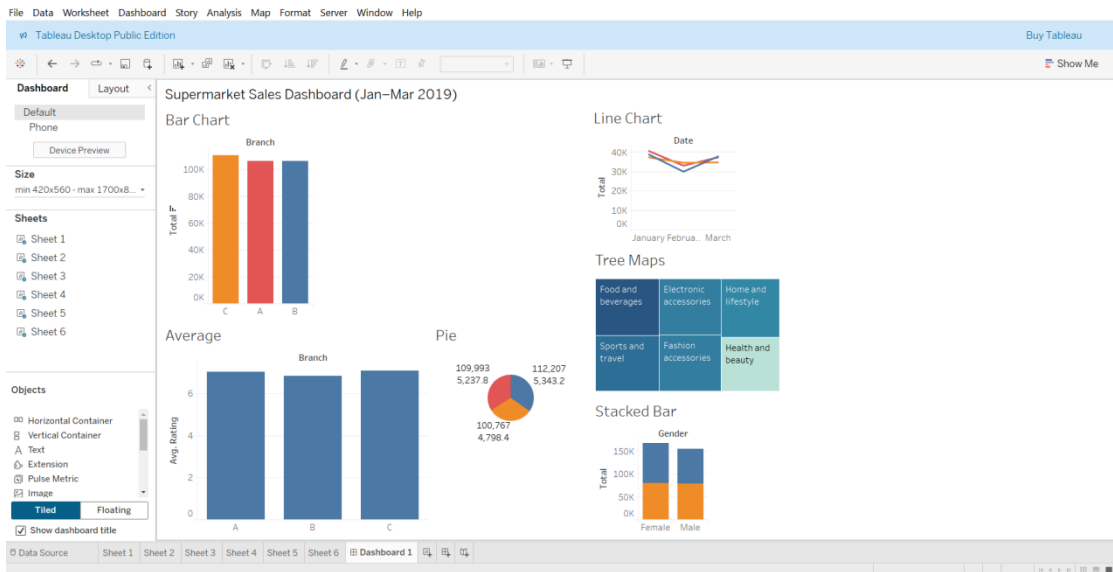 File Data Worksheet Dashboard Story Analysis Map Format Server Window Help
Tableau Desktop Public Edition
Buy Tableau
Show Me
Dashboard Layout
Default
Phone
Device Preview
Size
min 420x560 - max 1700x8...
Sheets
Sheet 1
Sheet 2
Sheet 3
Sheet 4
Sheet 5
Sheet 6
Objects
Horizontal Container
Vertical Container
Text
Extension
Pulse Metric
Image
Tiled Floating
Show dashboard title
Supermarket Sales Dashboard (Jan–Mar 2019)
Bar Chart
Branch
Total
100K
80K
60K
40K
20K
0K
C A B
Line Chart
Date
Total
40K
30K
20K
10K
0K
January Februa.. March
Tree Maps
Food and
beverages
Electronic
accessories
Home and
lifestyle
Sports and
travel
Fashion
accessories
Health and
beauty
Average
Branch
Avg. Rating
6
4
2
0
A B C
Pie
109,993
5,237.8
112,207
5,343.2
100,767
4,798.4
Stacked Bar
Gender
Total
150K
100K
50K
0K
Female Male
Data Source Sheet 1 Sheet 2 Sheet 3 Sheet 4 Sheet 5 Sheet 6 Dashboard 1